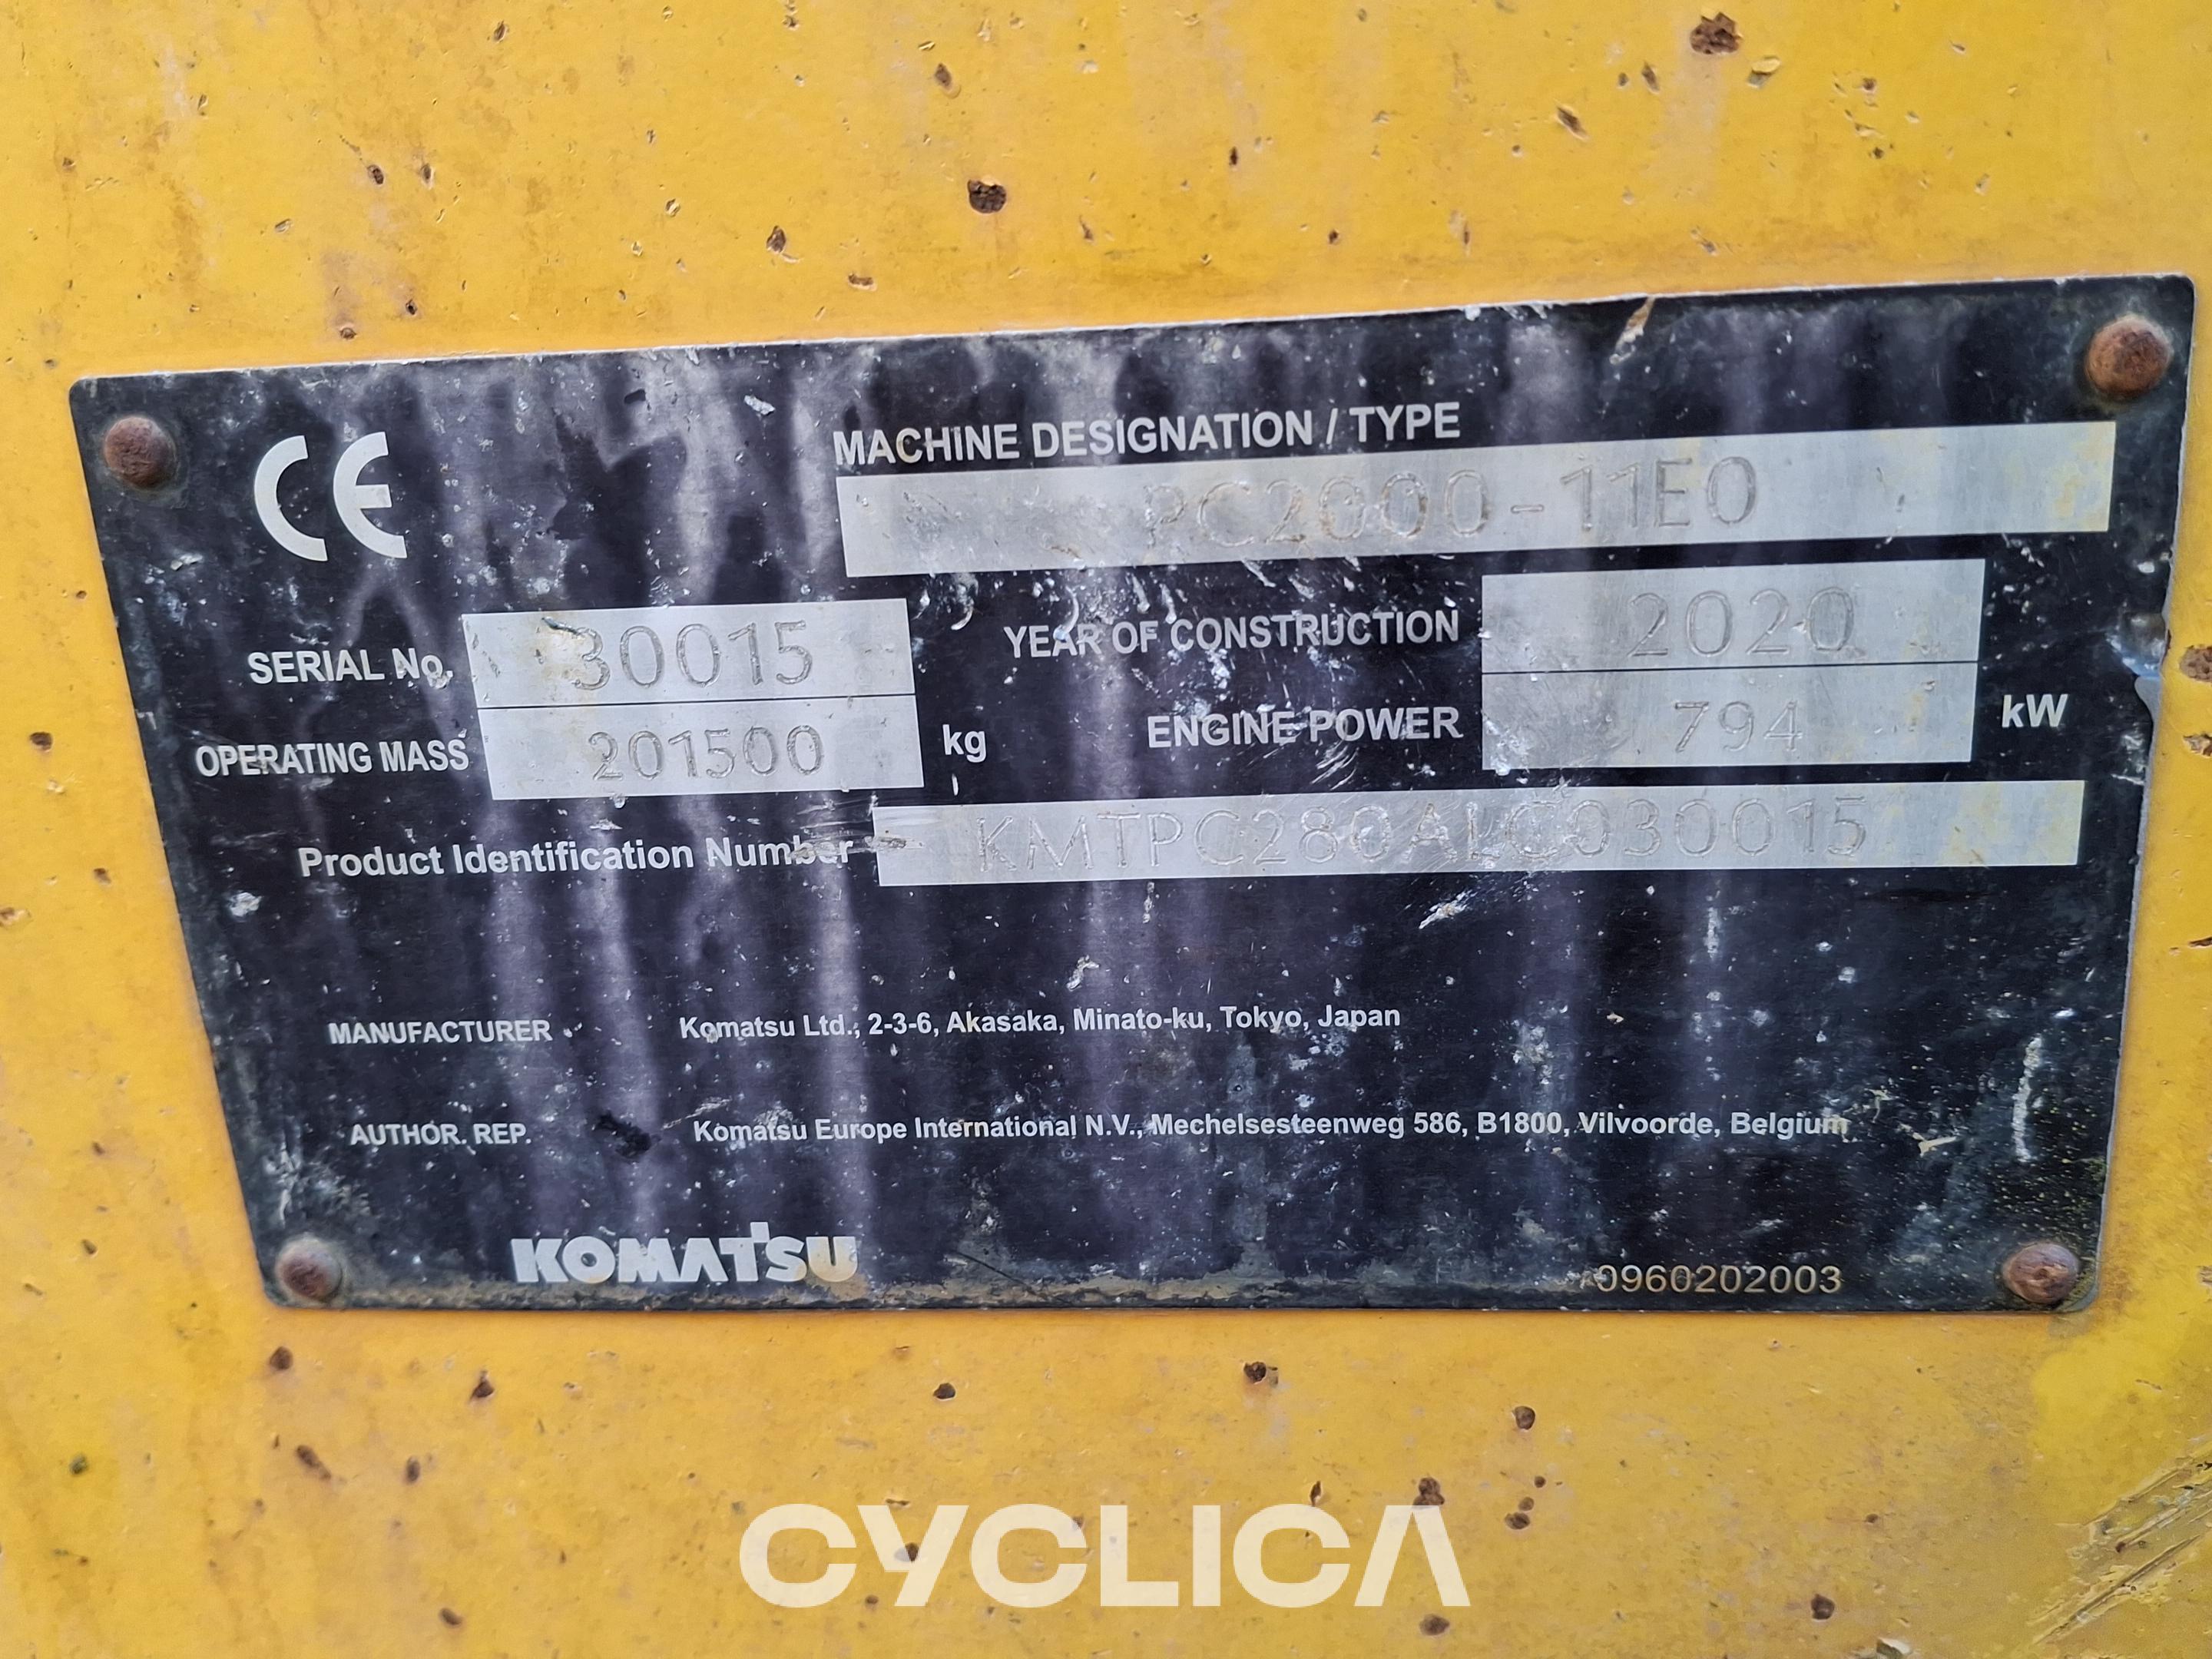 CE
MACHINE DESIGNATION / TYPE
PC2000-11E0
SERIAL No. 30015
YEAR OF CONSTRUCTION 2020
OPERATING MASS 201500 kg
ENGINE POWER 794 kW
Product Identification Number KMTPC280ALC030015
MANUFACTURER Komatsu Ltd., 2-3-6, Akasaka, Minato-ku, Tokyo, Japan
AUTHOR. REP. Komatsu Europe International N.V., Mechelsesteenweg 586, B1800, Vilvoorde, Belgium
KOMATSU
A0960202003
CYCLICA